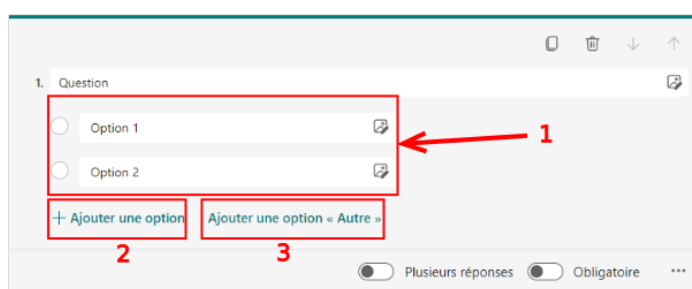 1. Question
Option 1
1
Option 2
+ Ajouter une option Ajouter une option « Autre »
2 3
Plusieurs réponses Obligatoire ...